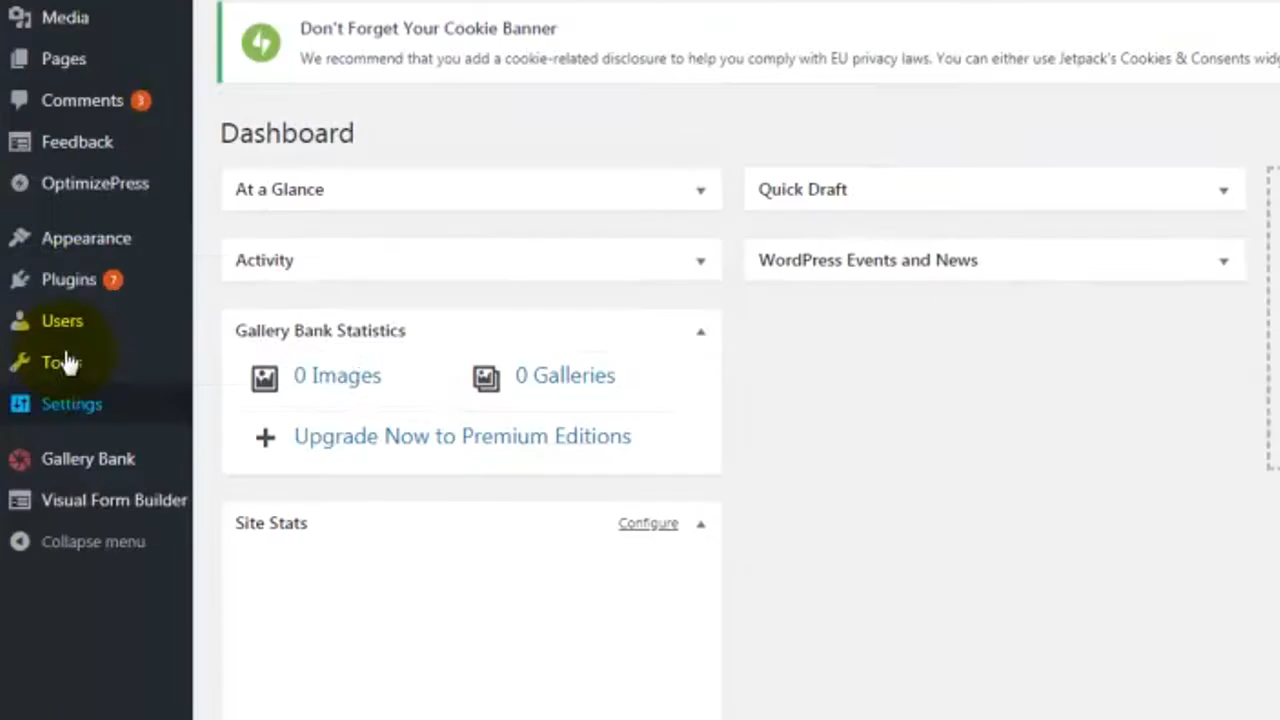 Media
Pages
Comments 3
Feedback
OptimizePress
Appearance
Plugins 7
Users
Settings
Gallery Bank
Visual Form Builder
Collapse menu
Don't Forget Your Cookie Banner
We recommend that you add a cookie-related disclosure to help you comply with EU privacy laws. You can either use Jetpack's Cookies & Consents
Dashboard
At a Glance
Quick Draft
Activity
WordPress Events and News
Gallery Bank Statistics
0 Images
0 Galleries
Upgrade Now to Premium Editions
Site Stats
Configure